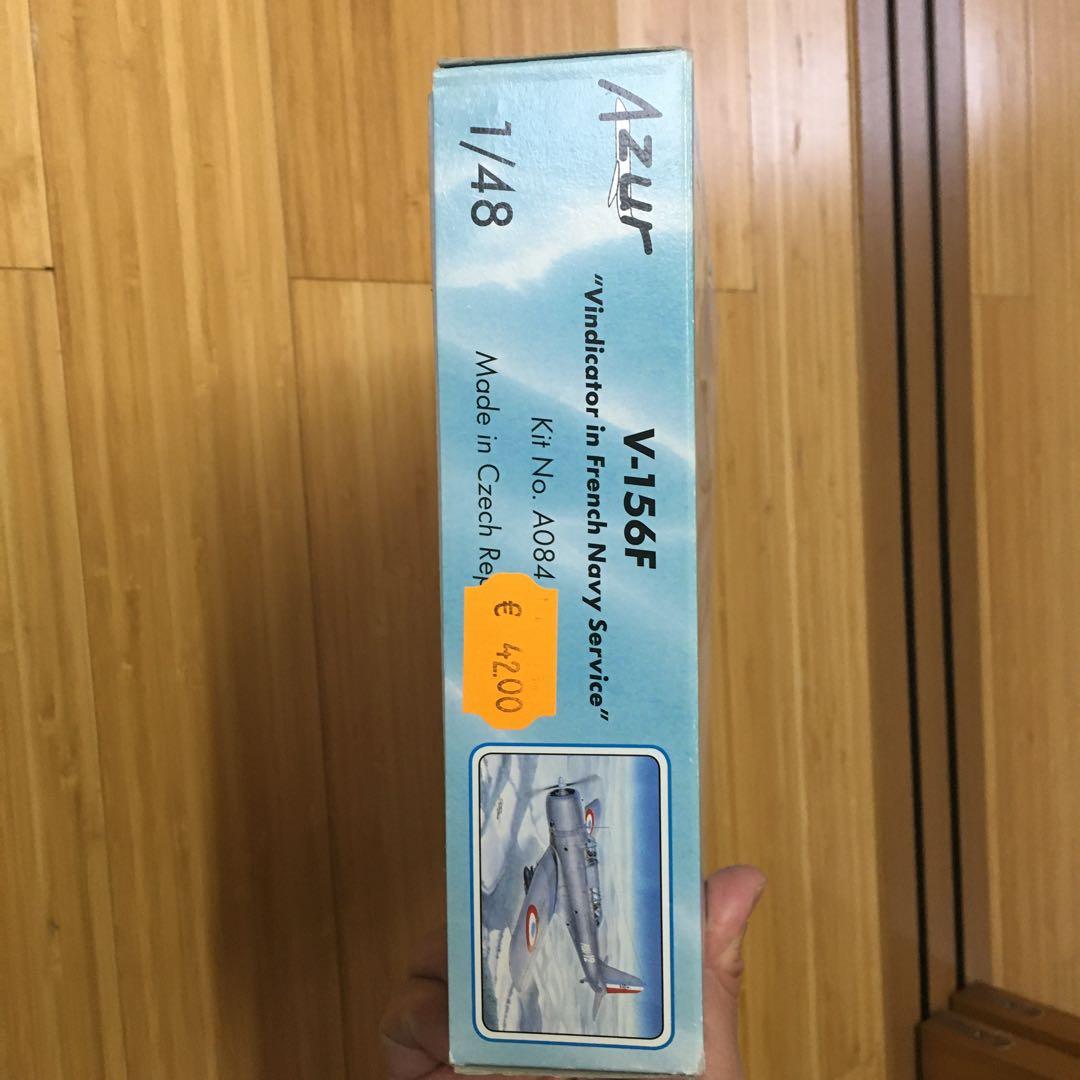 Azur
1/48
V-156F
"Vindicator in French Navy Service"
Kit No. A084
Made in Czech Rep
€ 42.00